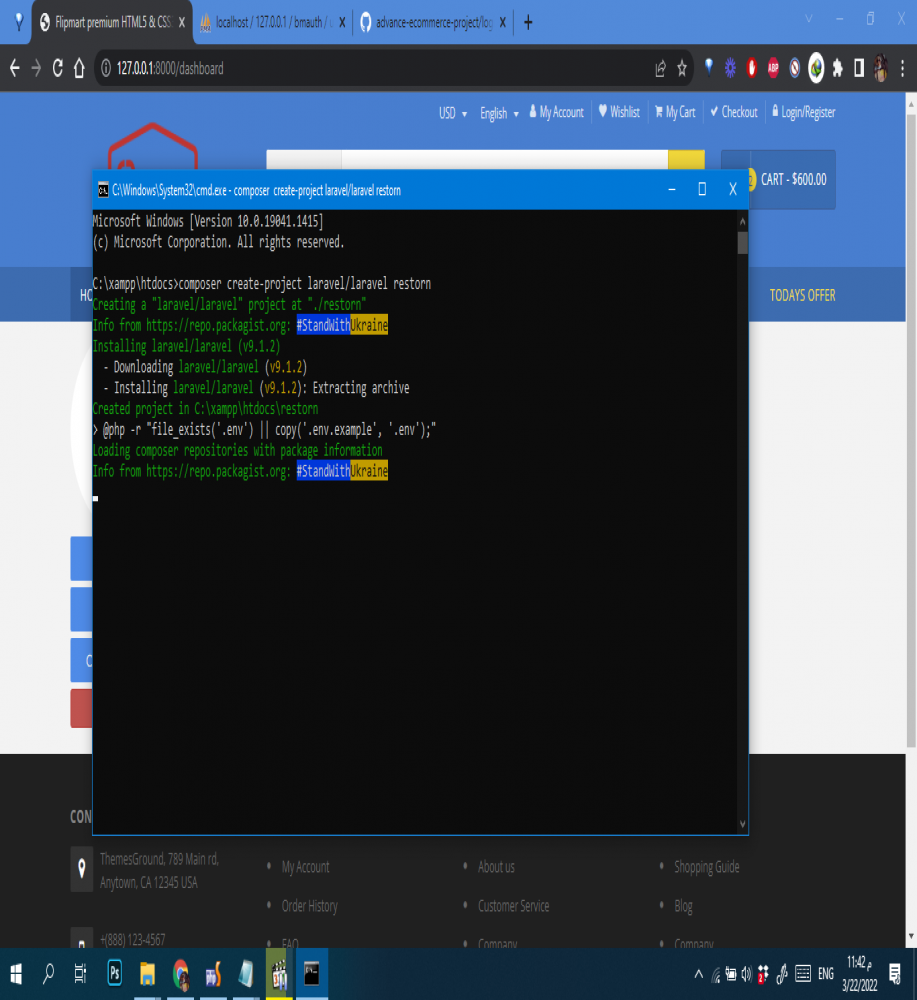 Flipmart premium HTML5 & CSS
localhost / 127.0.0.1 / bmauth / u
advance-ecommerce-project/log
127.0.0.1:8000/dashboard
ABP
USD English My Account Wishlist My Cart Checkout Login/Register
CART - $600.00
HO
TODAYS OFFER
C:\Windows\System32\cmd.exe - composer create-project laravel/laravel restorn
Microsoft Windows [Version 10.0.19041.1415]
(c) Microsoft Corporation. All rights reserved.
C:\xampp\htdocs>composer create-project laravel/laravel restorn
Creating a "laravel/laravel" project at "./restorn"
Info from https://repo.packagist.org: #StandWithUkraine
Installing laravel/laravel (v9.1.2)
- Downloading laravel/laravel (v9.1.2)
- Installing laravel/laravel (v9.1.2): Extracting archive
Created project in C:\xampp\htdocs\restorn
> @php -r "file_exists('.env') || copy('.env.example', '.env');"
Loading composer repositories with package information
Info from https://repo.packagist.org: #StandWithUkraine
CON
ThemesGround, 789 Main rd,
Anytown, CA 12345 USA
+(888) 123-4567
My Account
Order History
FAQ
About us
Customer Service
Company
Shopping Guide
Blog
Company
Ps
ENG
11:42 م
3/22/2022